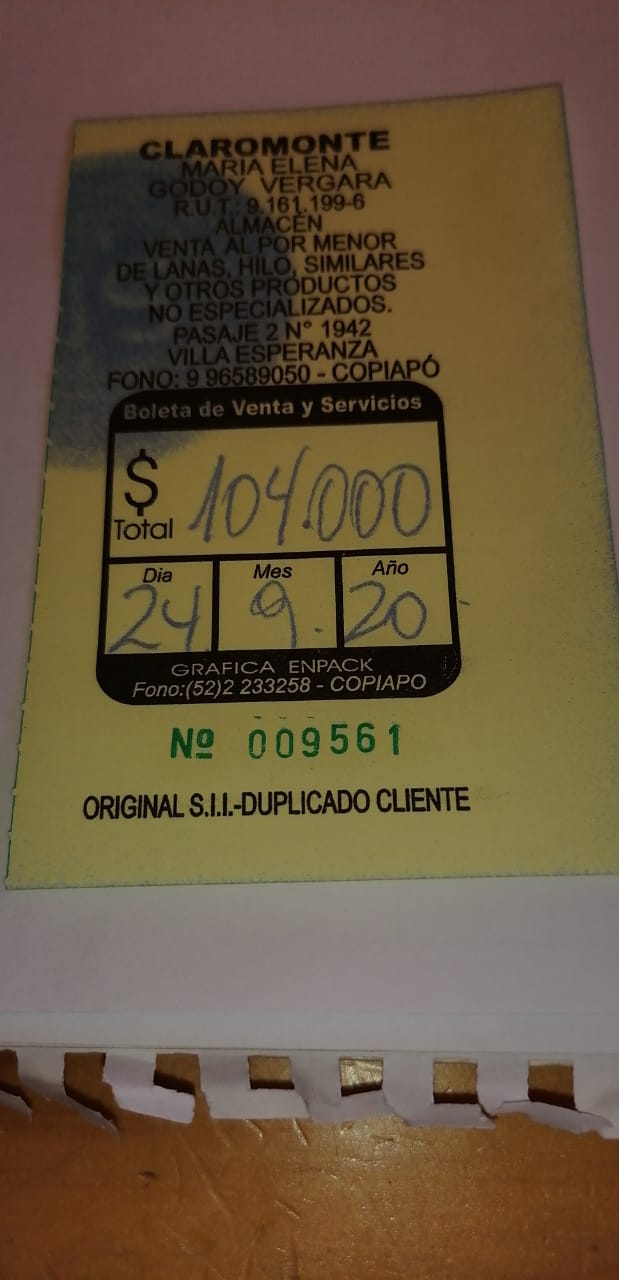 CLAROMONTE
MARIA ELENA
GODOY VERGARA
R.U.T.: 9.161.199-6
ALMACÉN
VENTA AL POR MENOR
DE LANAS, HILO, SIMILARES
Y OTROS PRODUCTOS
NO ESPECIALIZADOS.
PASAJE 2 N° 1942
VILLA ESPERANZA
FONO: 9 96589050 - COPIAPÓ
Boleta de Venta y Servicios
$ 104.000
Total
Dia Mes Año
24 9. 20
GRAFICA ENPACK
Fono:(52)2 233258 - COPIAPO
Nº 009561
ORIGINAL S.I.I.-DUPLICADO CLIENTE